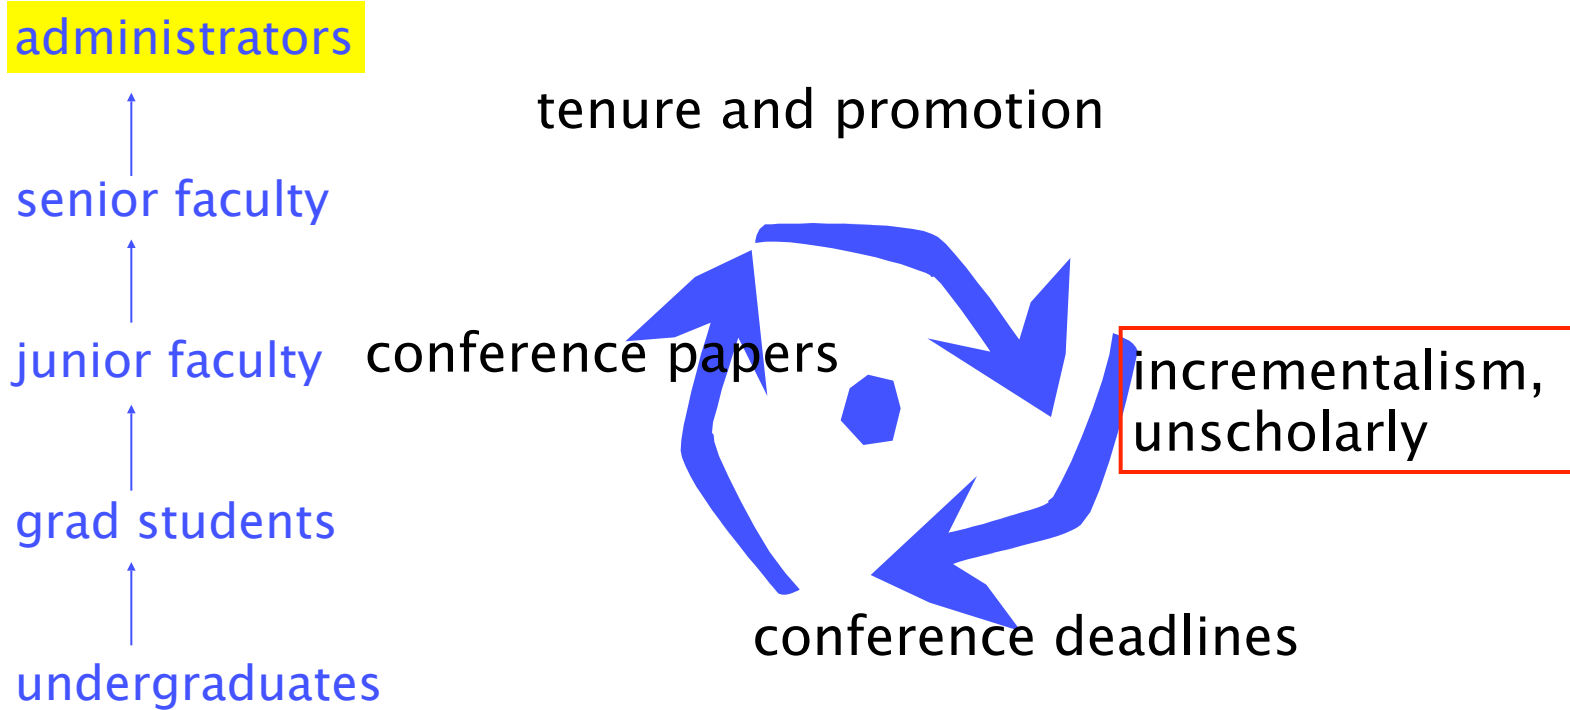 administrators
senior faculty
junior faculty
grad students
undergraduates
tenure and promotion
conference papers
incrementalism,
unscholarly
conference deadlines